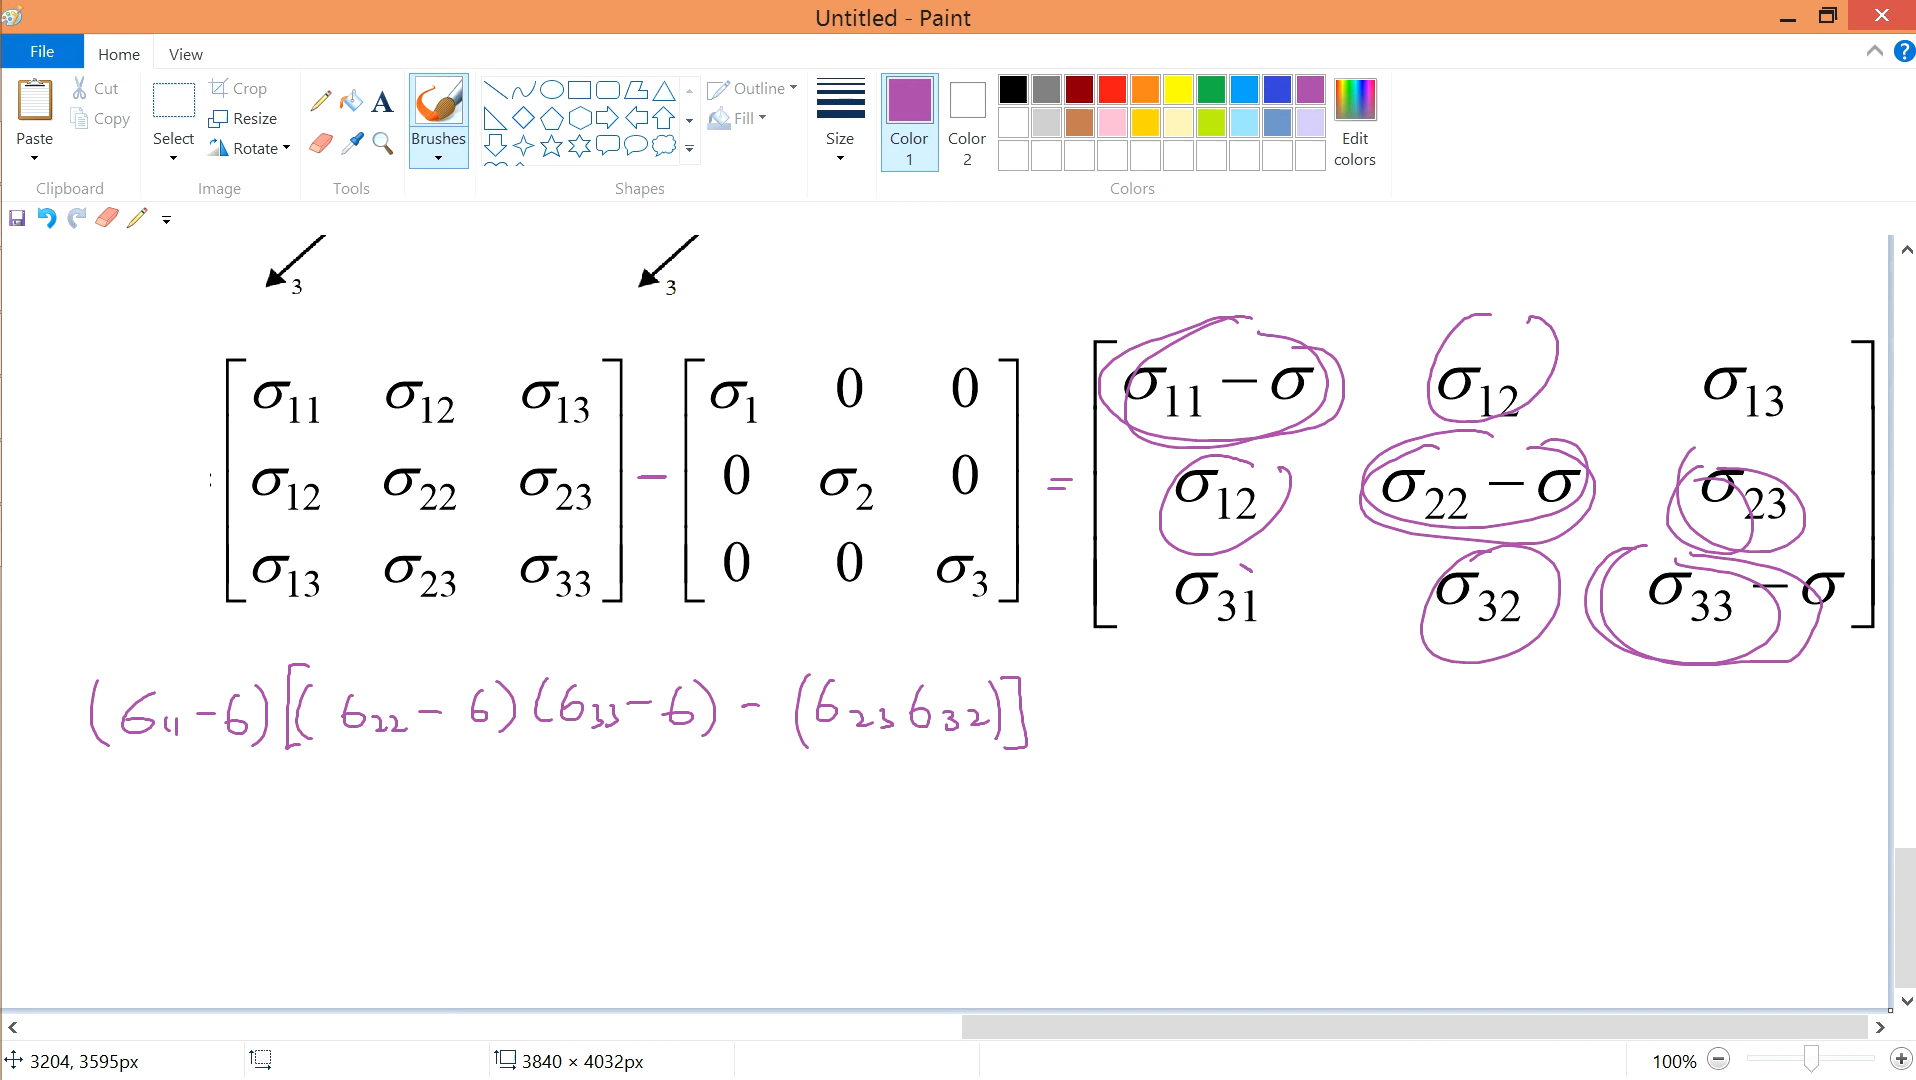 Untitled - Paint
File Home View
Paste Cut Copy Clipboard
Select Crop Resize Rotate Image
A Tools
Brushes
Outline Fill Shapes
Size
Color 1
Color 2
Edit colors
Colors
3 3
σ11 σ12 σ13 σ1 0 0 σ11 − σ σ12 σ13
: σ12 σ22 σ23 − 0 σ2 0 = σ12 σ22 − σ σ23
σ13 σ23 σ33 0 0 σ3 σ31 σ32 σ33 − σ
(σ11 - σ) [(σ22 - σ) (σ33 - σ) - (σ23 σ32)]
3204, 3595px 3840 × 4032px 100%